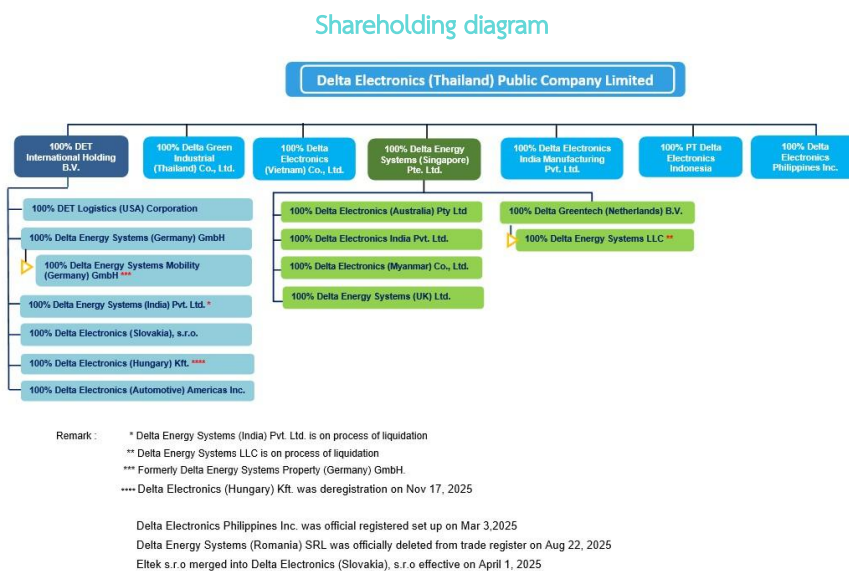 Shareholding diagram
Delta Electronics (Thailand) Public Company Limited
100% DET
International Holding
B.V.
100% Delta Green
Industrial
(Thailand) Co., Ltd.
100% Delta
Electronics
(Vietnam) Co., Ltd.
100% Delta Energy
Systems (Singapore)
Pte. Ltd.
100% Delta Electronics
India Manufacturing
Pvt. Ltd.
100% PT Delta
Electronics
Indonesia
100% Delta
Electronics
Philippines Inc.
100% DET Logistics (USA) Corporation
100% Delta Energy Systems (Germany) GmbH
100% Delta Energy Systems Mobility
(Germany) GmbH ***
100% Delta Energy Systems (India) Pvt. Ltd. *
100% Delta Electronics (Slovakia), s.r.o.
100% Delta Electronics (Hungary) Kft. ****
100% Delta Electronics (Automotive) Americas Inc.
100% Delta Electronics (Australia) Pty Ltd
100% Delta Electronics India Pvt. Ltd.
100% Delta Electronics (Myanmar) Co., Ltd.
100% Delta Energy Systems (UK) Ltd.
100% Delta Greentech (Netherlands) B.V.
100% Delta Energy Systems LLC **
Remark : * Delta Energy Systems (India) Pvt. Ltd. is on process of liquidation
** Delta Energy Systems LLC is on process of liquidation
*** Formerly Delta Energy Systems Property (Germany) GmbH.
**** Delta Electronics (Hungary) Kft. was deregistration on Nov 17, 2025
Delta Electronics Philippines Inc. was official registered set up on Mar 3,2025
Delta Energy Systems (Romania) SRL was officially deleted from trade register on Aug 22, 2025
Eltek s.r.o merged into Delta Electronics (Slovakia), s.r.o effective on April 1, 2025